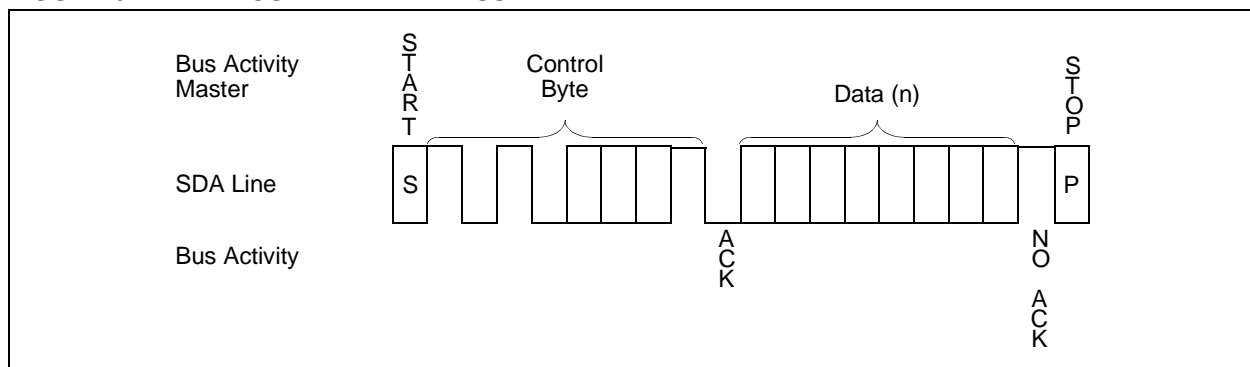 Bus Activity
Master
START
Control
Byte
Data (n)
STOP
SDA Line
S
P
Bus Activity
ACK
NO ACK